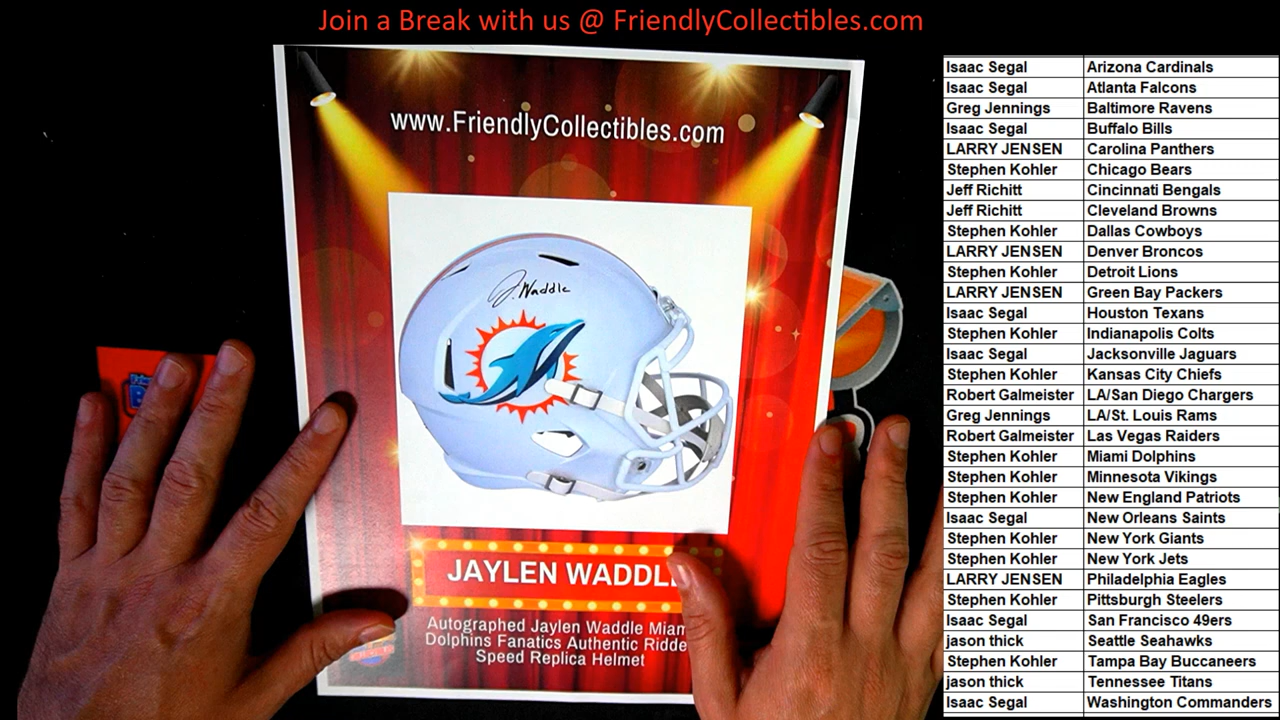 Join a Break with us @ FriendlyCollectibles.com
www.FriendlyCollectibles.com
J. Waddle
JAYLEN WADDLE
Autographed Jaylen Waddle Miam
Dolphins Fanatics Authentic Ridde
Speed Replica Helmet
Isaac Segal Arizona Cardinals
Isaac Segal Atlanta Falcons
Greg Jennings Baltimore Ravens
Isaac Segal Buffalo Bills
LARRY JENSEN Carolina Panthers
Stephen Kohler Chicago Bears
Jeff Richitt Cincinnati Bengals
Jeff Richitt Cleveland Browns
Stephen Kohler Dallas Cowboys
LARRY JENSEN Denver Broncos
Stephen Kohler Detroit Lions
LARRY JENSEN Green Bay Packers
Isaac Segal Houston Texans
Stephen Kohler Indianapolis Colts
Isaac Segal Jacksonville Jaguars
Stephen Kohler Kansas City Chiefs
Robert Galmeister LA/San Diego Chargers
Greg Jennings LA/St. Louis Rams
Robert Galmeister Las Vegas Raiders
Stephen Kohler Miami Dolphins
Stephen Kohler Minnesota Vikings
Stephen Kohler New England Patriots
Isaac Segal New Orleans Saints
Stephen Kohler New York Giants
Stephen Kohler New York Jets
LARRY JENSEN Philadelphia Eagles
Stephen Kohler Pittsburgh Steelers
Isaac Segal San Francisco 49ers
jason thick Seattle Seahawks
Stephen Kohler Tampa Bay Buccaneers
jason thick Tennessee Titans
Isaac Segal Washington Commanders